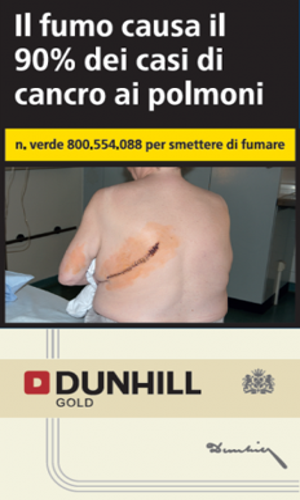 Il fumo causa il
90% dei casi di
cancro ai polmoni
n. verde 800.554.088 per smettere di fumare
DUNHILL
GOLD
Dunhill